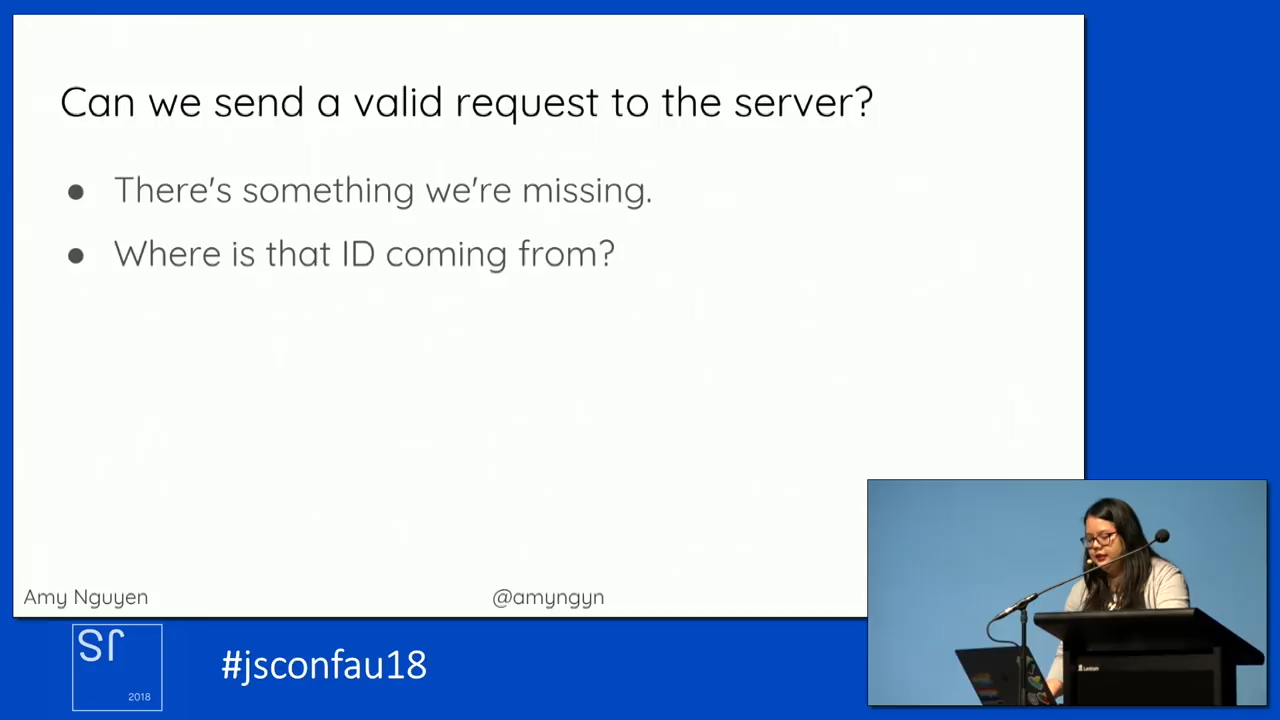 Can we send a valid request to the server?
● There's something we're missing.
● Where is that ID coming from?
Amy Nguyen
@amyngyn
2018
#jsconfau18
Lectrum